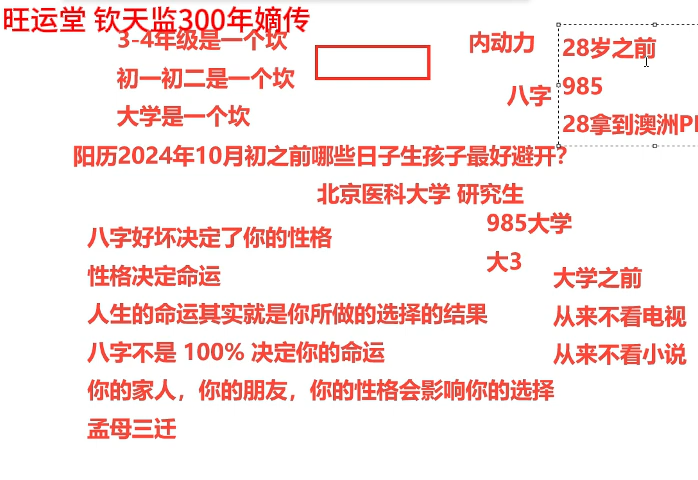 旺运堂 钦天监300年嫡传
3-4年级是一个坎
内动力
28岁之前
初一初二是一个坎
八字
985
大学是一个坎
28拿到澳洲P
阳历2024年10月初之前哪些日子生孩子最好避开?
北京医科大学 研究生
985大学
八字好坏决定了你的性格
大3
性格决定命运
大学之前
人生的命运其实就是你所做的选择的结果
从来不看电视
八字不是 100% 决定你的命运
从来不看小说
你的家人，你的朋友，你的性格会影响你的选择
孟母三迁